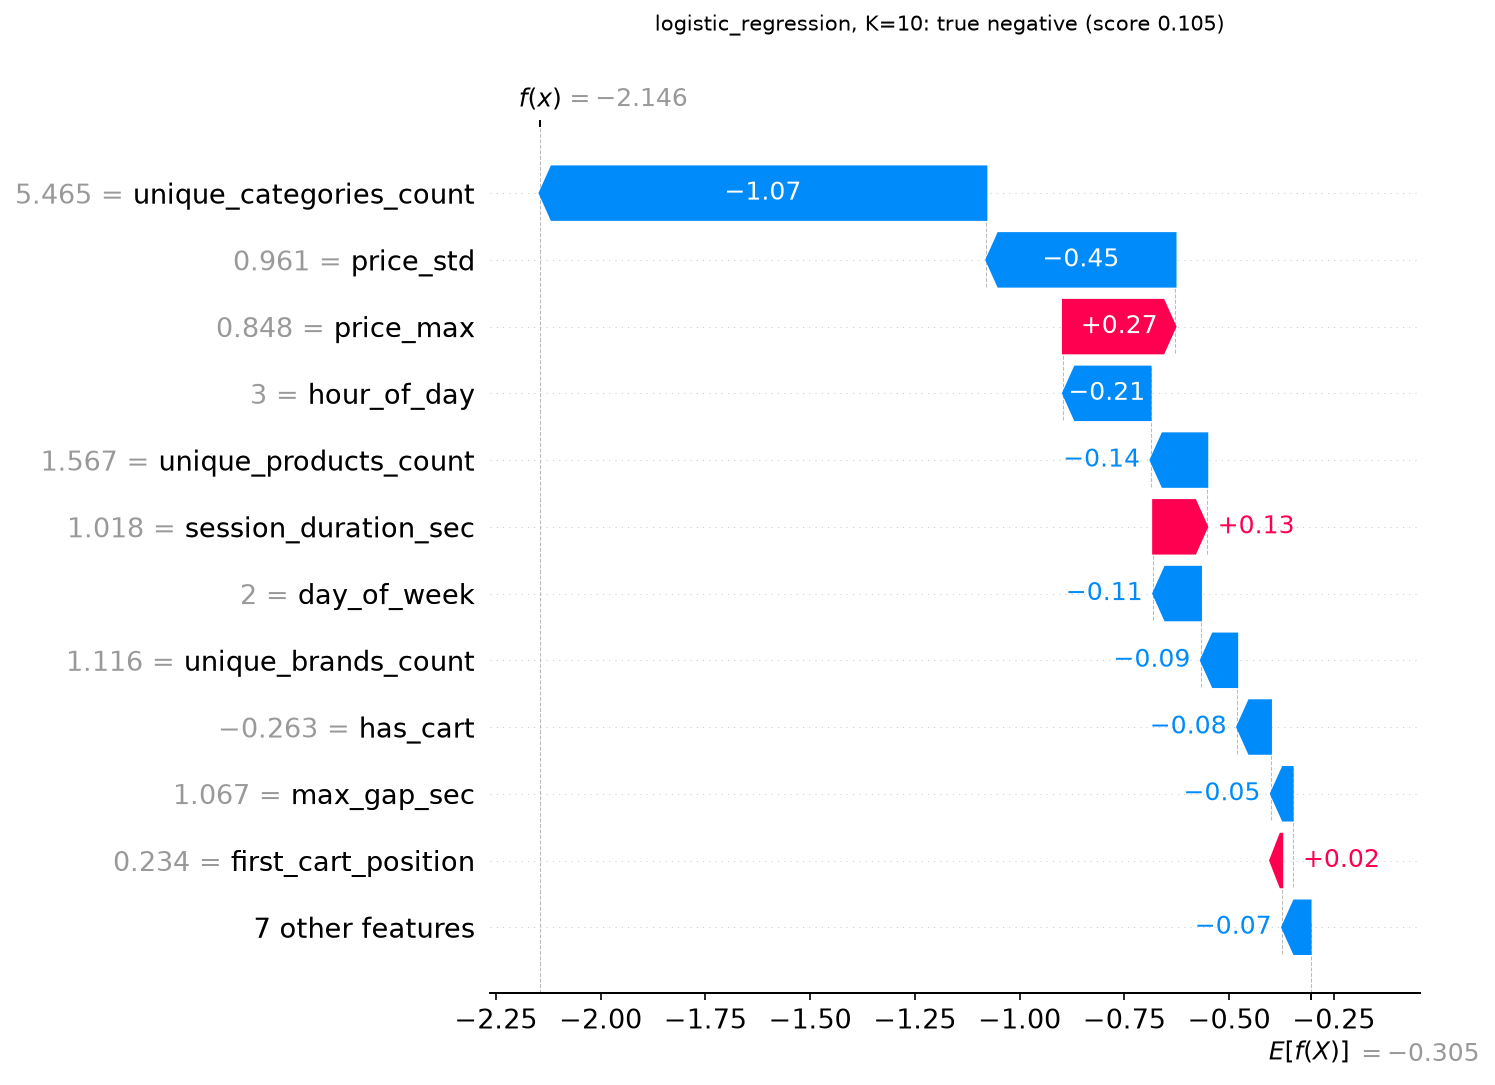 logistic_regression, K=10: true negative (score 0.105)
f(x) = −2.146
5.465 = unique_categories_count −1.07
0.961 = price_std −0.45
0.848 = price_max +0.27
3 = hour_of_day −0.21
1.567 = unique_products_count −0.14
1.018 = session_duration_sec +0.13
2 = day_of_week −0.11
1.116 = unique_brands_count −0.09
−0.263 = has_cart −0.08
1.067 = max_gap_sec −0.05
0.234 = first_cart_position +0.02
7 other features −0.07
−2.25 −2.00 −1.75 −1.50 −1.25 −1.00 −0.75 −0.50 −0.25
E[f(X)] = −0.305